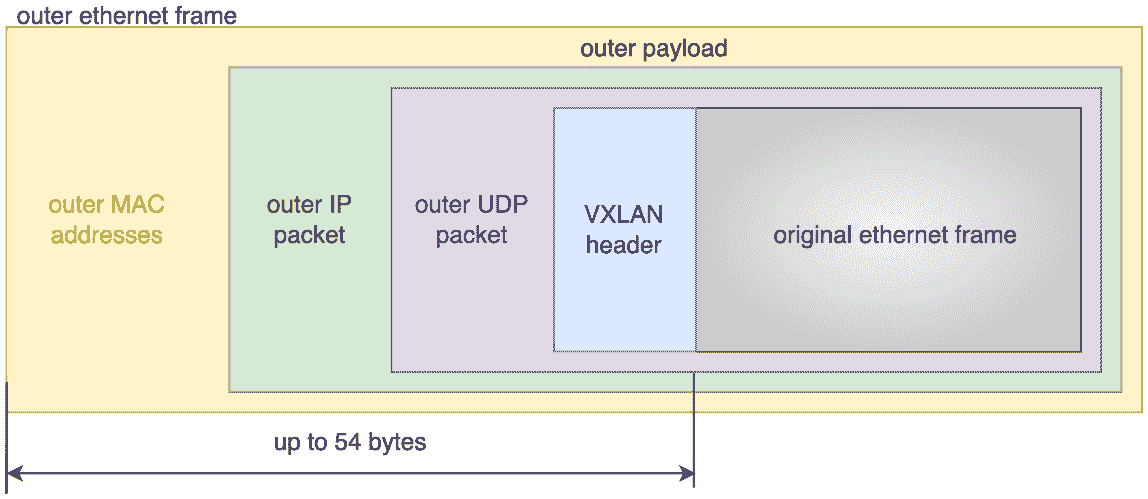 outer ethernet frame
outer payload
outer MAC
addresses
outer IP
packet
outer UDP
packet
VXLAN
header
original ethernet frame
up to 54 bytes